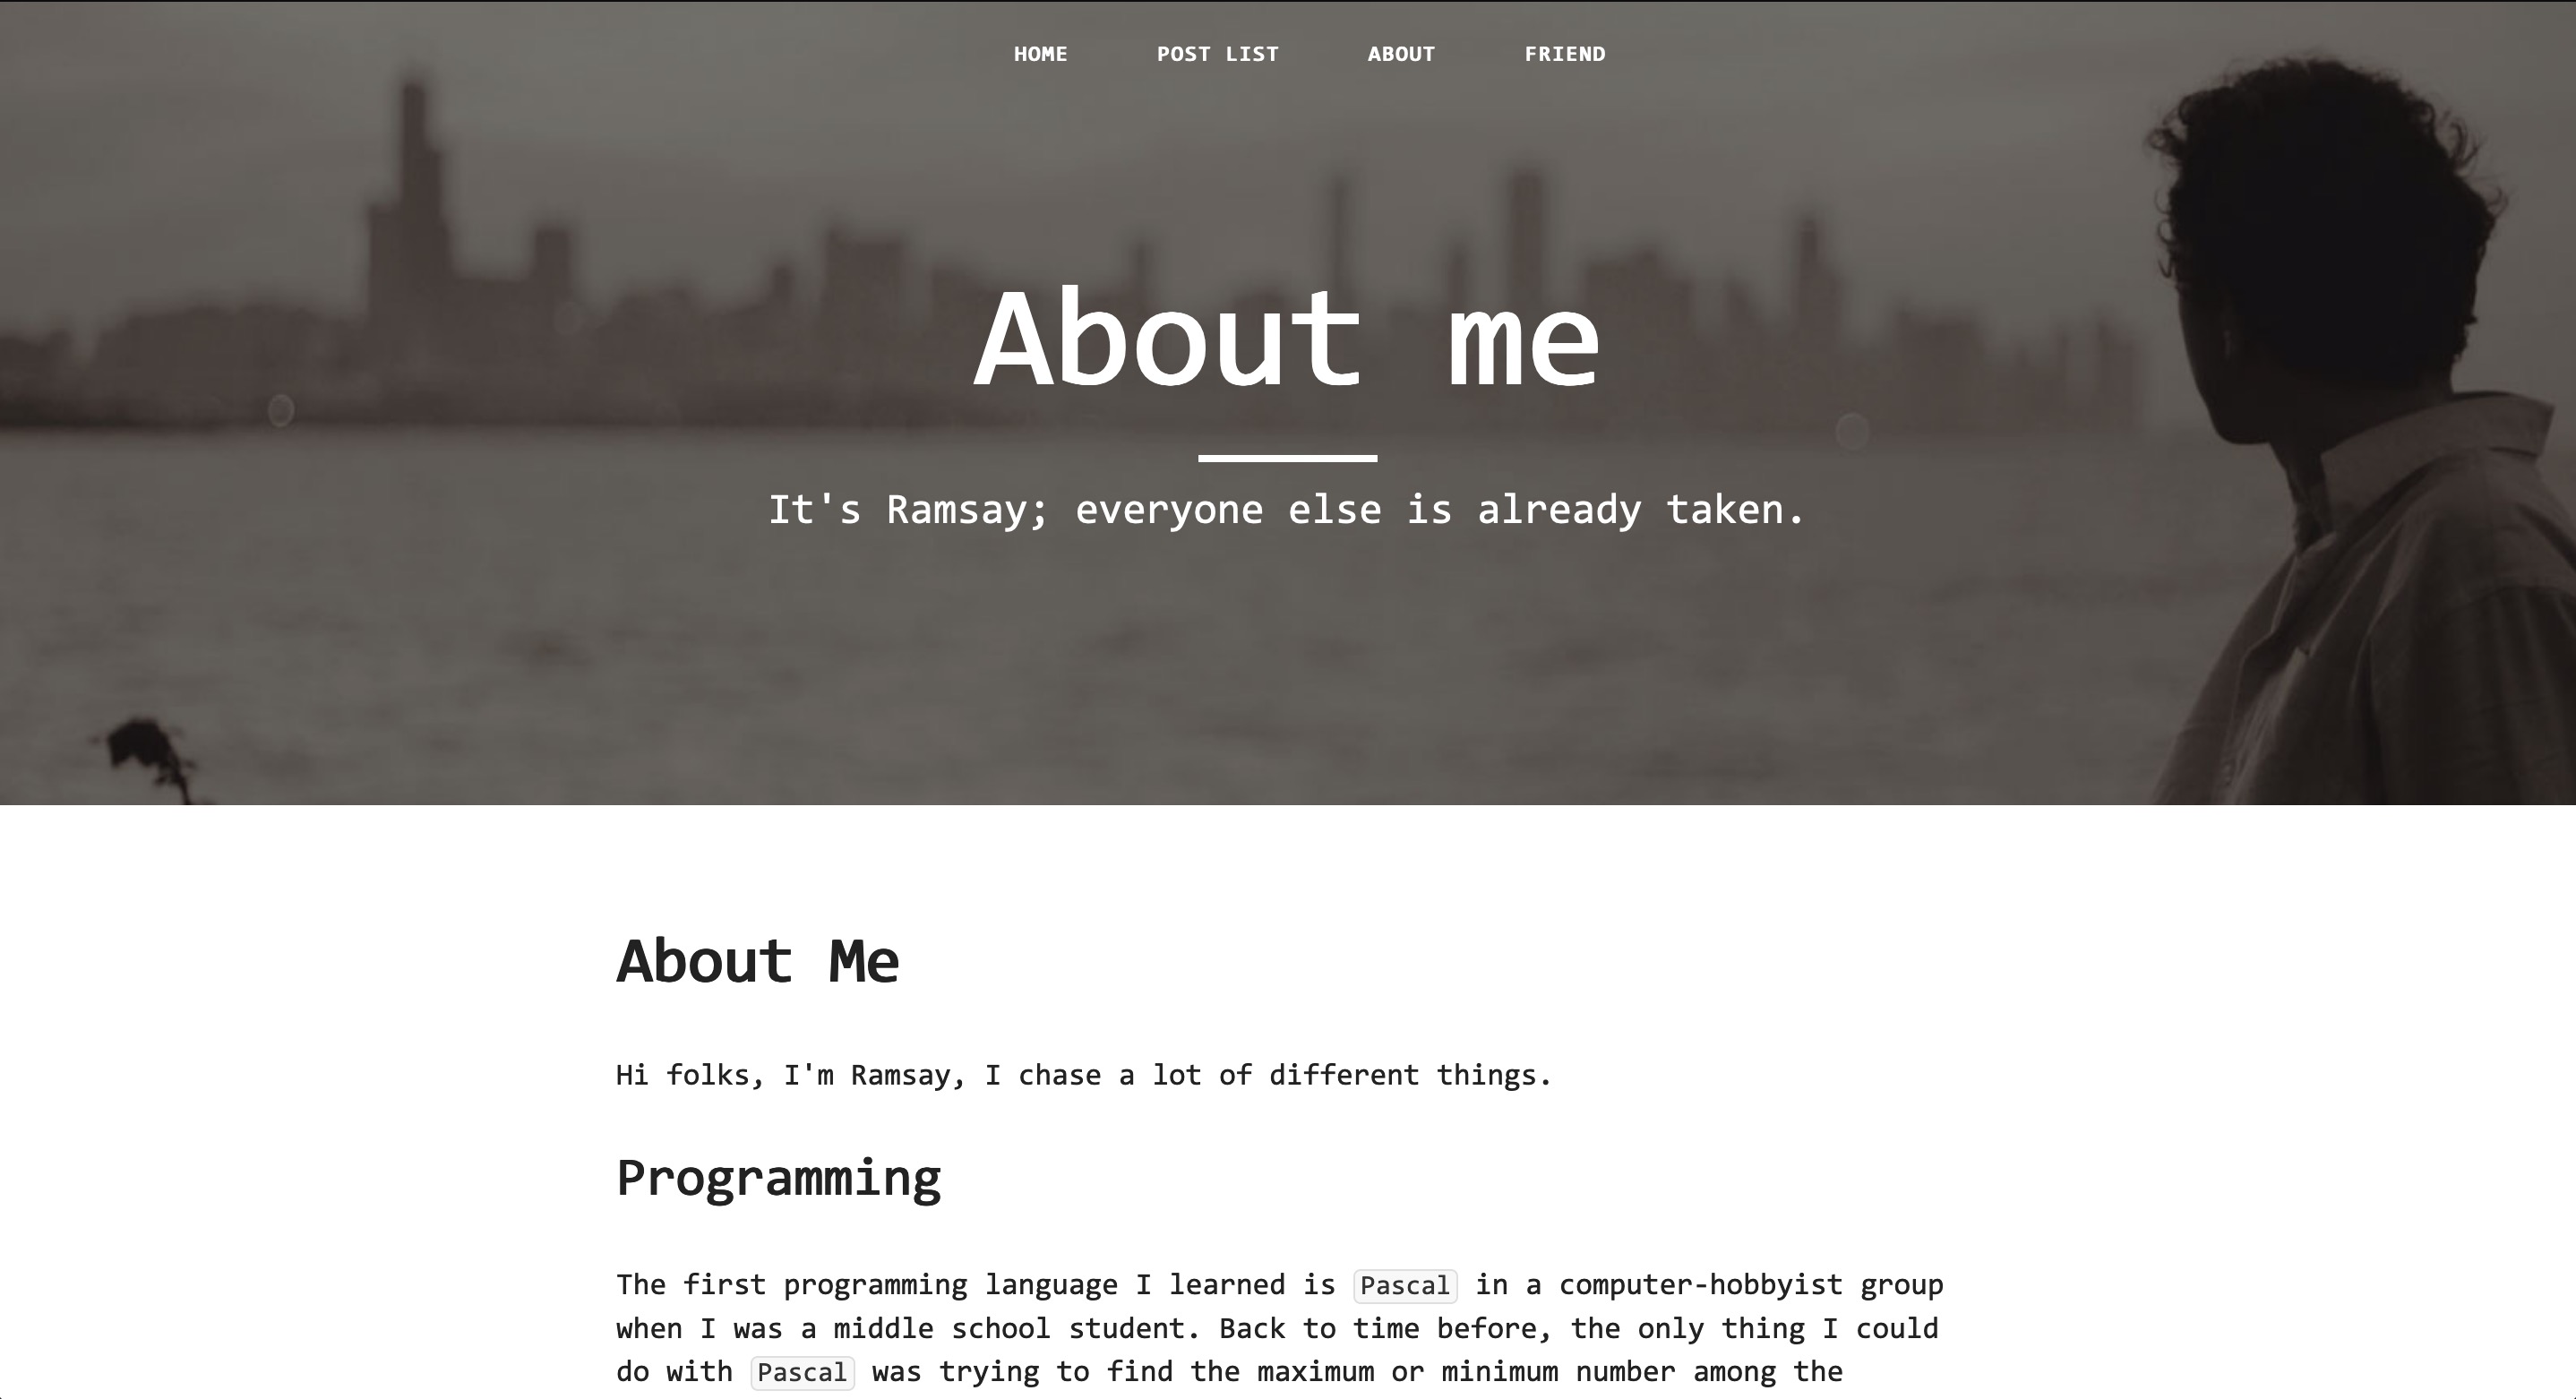 HOME POST LIST ABOUT FRIEND
About me
It's Ramsay; everyone else is already taken.
About Me
Hi folks, I'm Ramsay, I chase a lot of different things.
Programming
The first programming language I learned is Pascal in a computer-hobbyist group
when I was a middle school student. Back to time before, the only thing I could
do with Pascal was trying to find the maximum or minimum number among the